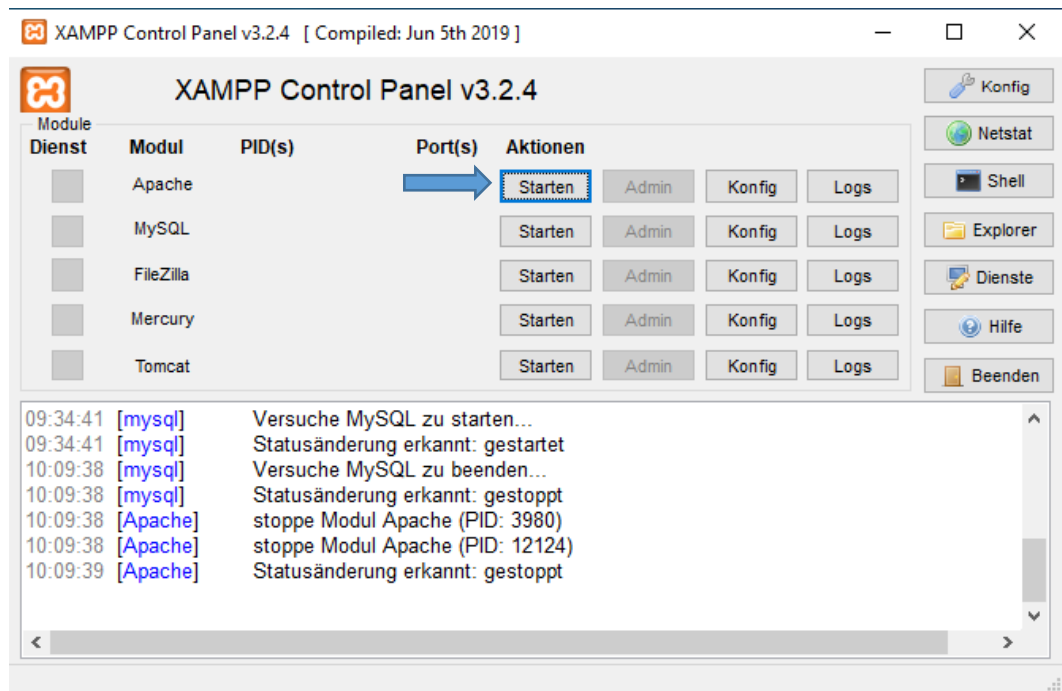 XAMPP Control Panel v3.2.4 [ Compiled: Jun 5th 2019 ]
XAMPP Control Panel v3.2.4
Konfig
Module
Dienst Modul PID(s) Port(s) Aktionen
Netstat
Apache Starten Admin Konfig Logs
Shell
MySQL Starten Admin Konfig Logs
Explorer
FileZilla Starten Admin Konfig Logs
Dienste
Mercury Starten Admin Konfig Logs
Hilfe
Tomcat Starten Admin Konfig Logs
Beenden
09:34:41 [mysql] Versuche MySQL zu starten...
09:34:41 [mysql] Statusänderung erkannt: gestartet
10:09:38 [mysql] Versuche MySQL zu beenden...
10:09:38 [mysql] Statusänderung erkannt: gestoppt
10:09:38 [Apache] stoppe Modul Apache (PID: 3980)
10:09:38 [Apache] stoppe Modul Apache (PID: 12124)
10:09:39 [Apache] Statusänderung erkannt: gestoppt